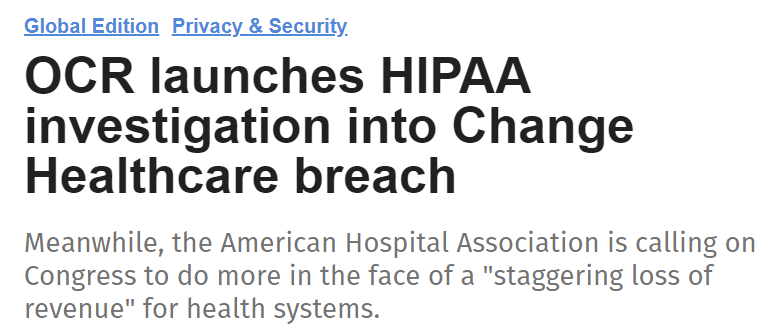 Global Edition Privacy & Security
OCR launches HIPAA
investigation into Change
Healthcare breach
Meanwhile, the American Hospital Association is calling on
Congress to do more in the face of a "staggering loss of
revenue" for health systems.